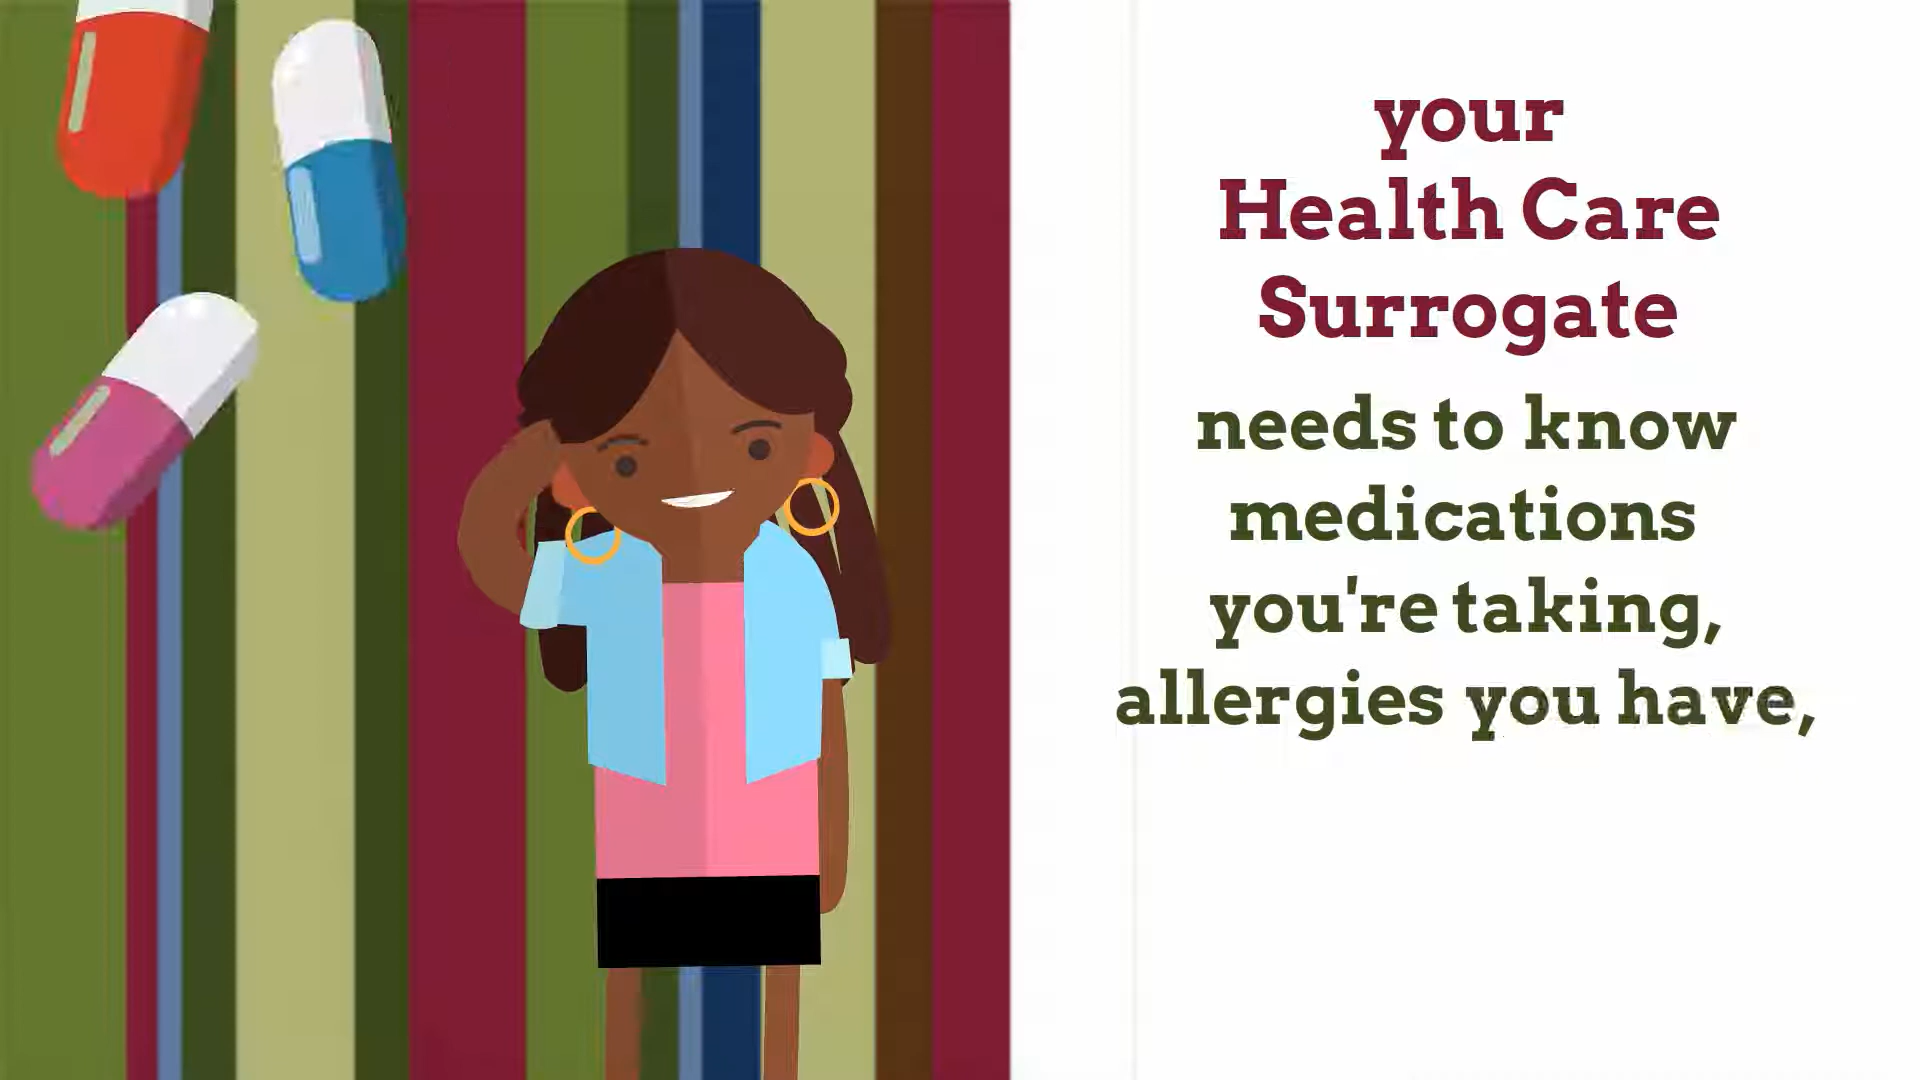 your
Health Care
Surrogate
needs to know
medications
you're taking,
allergies you have,